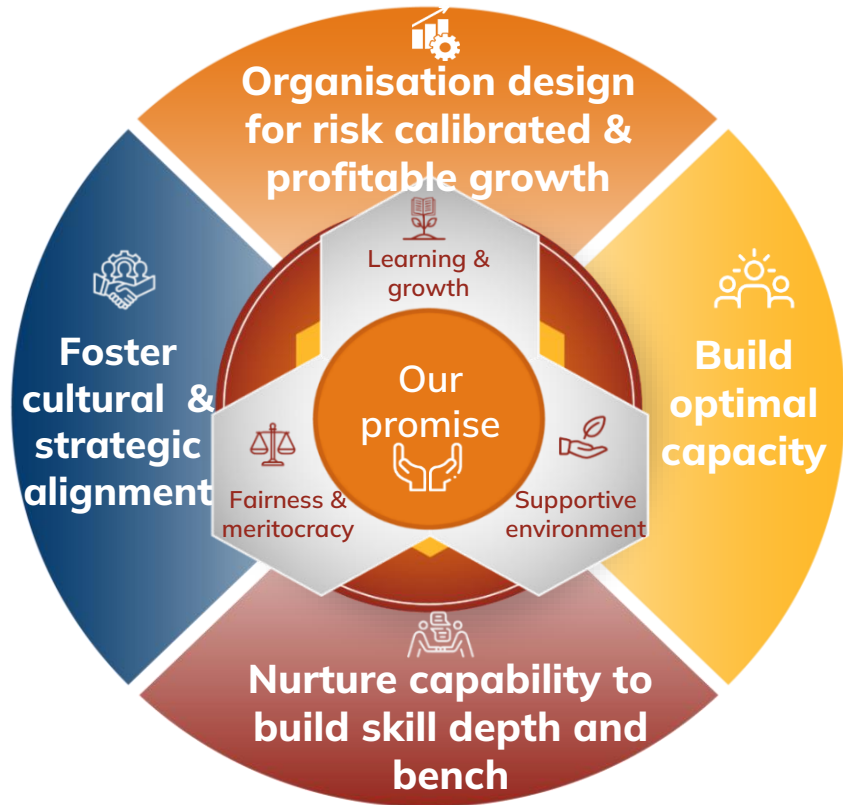 Organisation design
for risk calibrated &
profitable growth
Learning &
growth
Foster
cultural &
strategic
alignment
Our
promise
Build
optimal
capacity
Fairness &
meritocracy
Supportive
environment
Nurture capability to
build skill depth and
bench